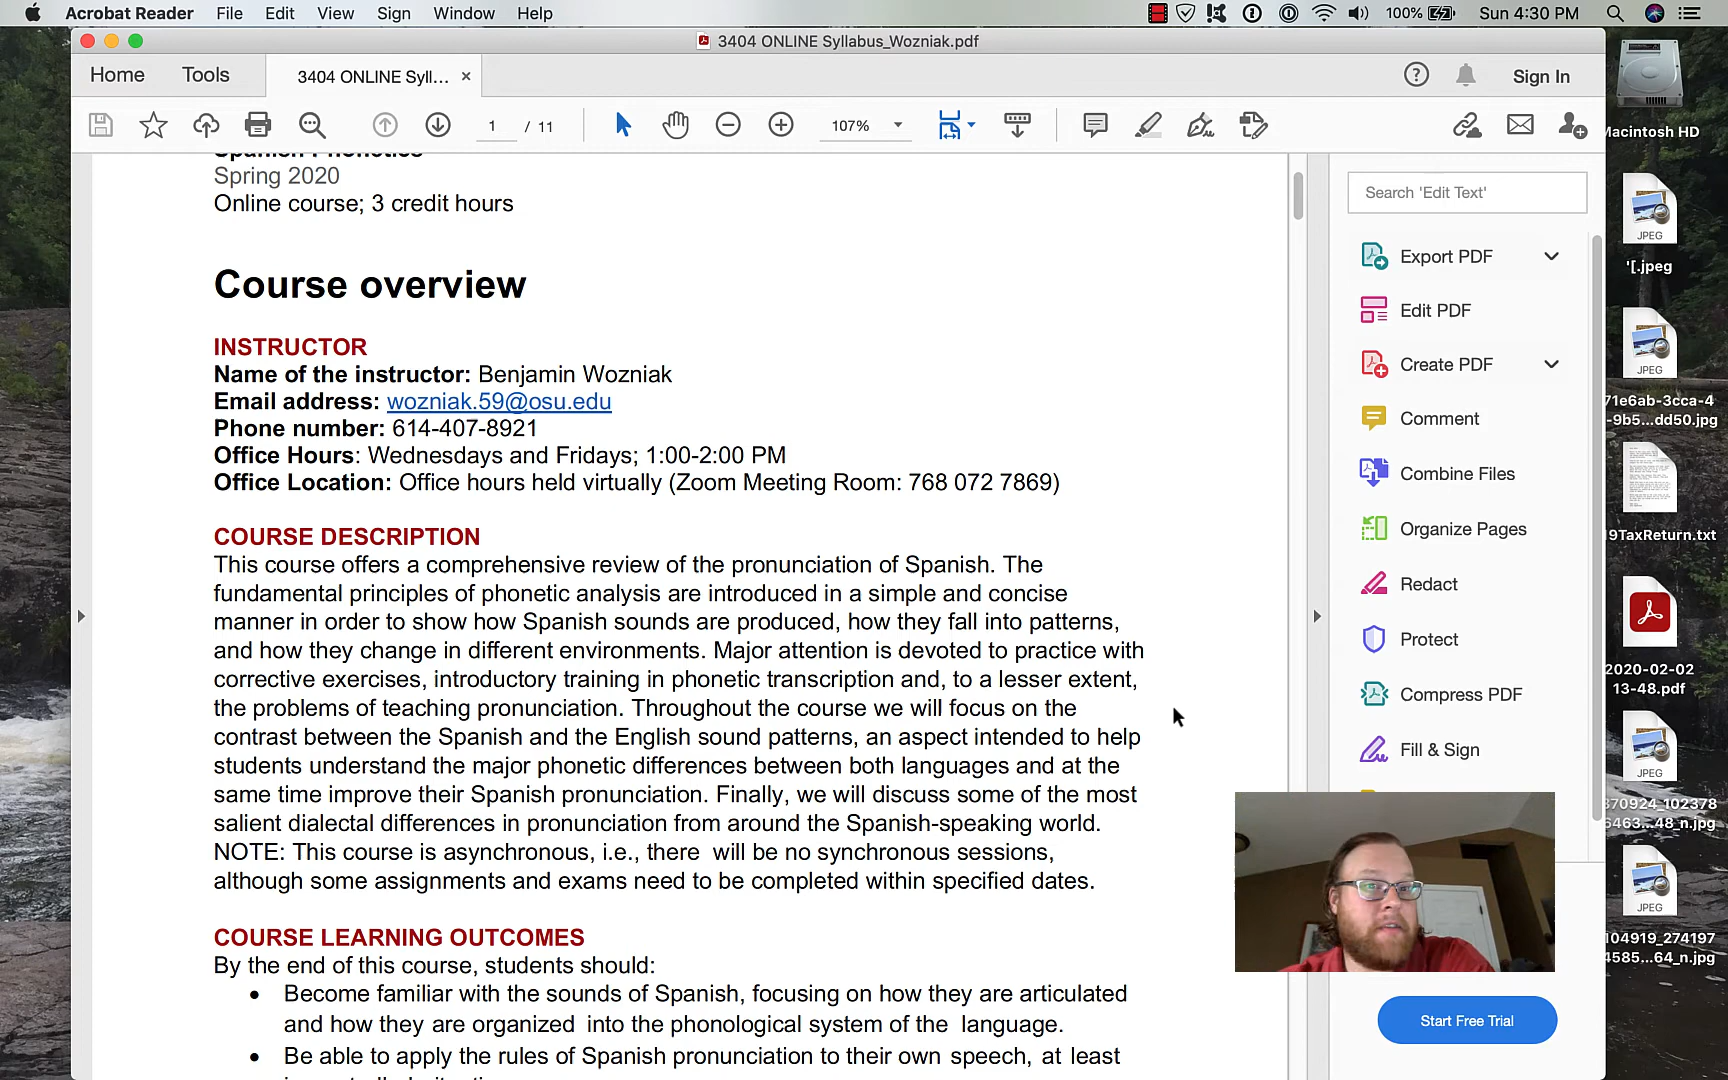 Acrobat Reader File Edit View Sign Window Help 100% Sun 4:30 PM
3404 ONLINE Syllabus_Wozniak.pdf
Home Tools 3404 ONLINE Syll... × Sign In
1 / 11 107%
Spanish Phonetics
Spring 2020
Online course; 3 credit hours
Course overview
INSTRUCTOR
Name of the instructor: Benjamin Wozniak
Email address: wozniak.59@osu.edu
Phone number: 614-407-8921
Office Hours: Wednesdays and Fridays; 1:00-2:00 PM
Office Location: Office hours held virtually (Zoom Meeting Room: 768 072 7869)
COURSE DESCRIPTION
This course offers a comprehensive review of the pronunciation of Spanish. The
fundamental principles of phonetic analysis are introduced in a simple and concise
manner in order to show how Spanish sounds are produced, how they fall into patterns,
and how they change in different environments. Major attention is devoted to practice with
corrective exercises, introductory training in phonetic transcription and, to a lesser extent,
the problems of teaching pronunciation. Throughout the course we will focus on the
contrast between the Spanish and the English sound patterns, an aspect intended to help
students understand the major phonetic differences between both languages and at the
same time improve their Spanish pronunciation. Finally, we will discuss some of the most
salient dialectal differences in pronunciation from around the Spanish-speaking world.
NOTE: This course is asynchronous, i.e., there will be no synchronous sessions,
although some assignments and exams need to be completed within specified dates.
COURSE LEARNING OUTCOMES
By the end of this course, students should:
• Become familiar with the sounds of Spanish, focusing on how they are articulated
and how they are organized into the phonological system of the language.
• Be able to apply the rules of Spanish pronunciation to their own speech, at least
Search 'Edit Text'
Export PDF
Edit PDF
Create PDF
Comment
Combine Files
Organize Pages
Redact
Protect
Compress PDF
Fill & Sign
Start Free Trial
Macintosh HD
JPEG
'[.jpeg
JPEG
71e6ab-3cca-4
-9b5...dd50.jpg
19TaxReturn.txt
2020-02-02
13-48.pdf
JPEG
370924_102378
6463...48_n.jpg
JPEG
104919_274197
4585...64_n.jpg